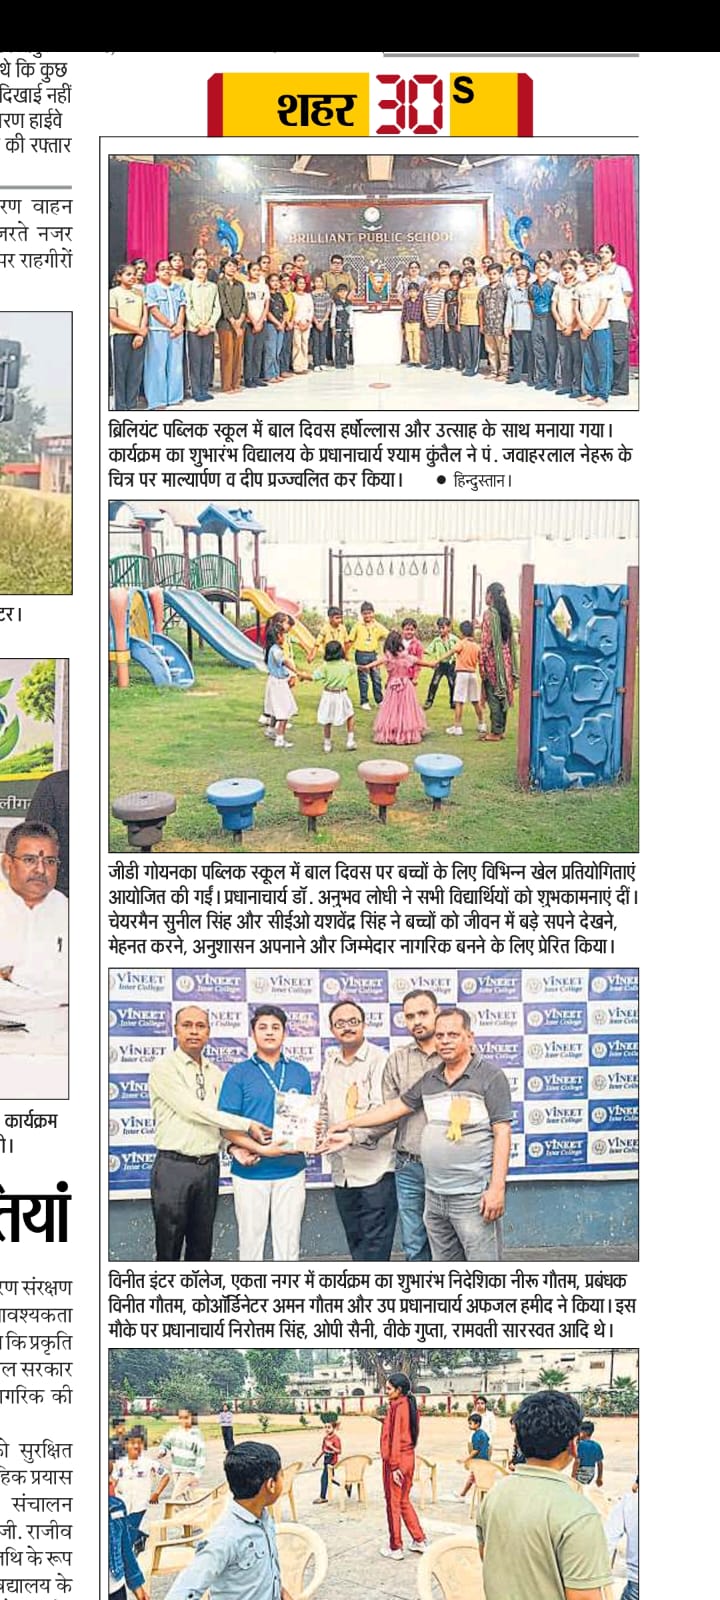 थे कि कुछ
दिखाई नहीं
रण हाईवे
की रफ्तार
रण वाहन
जरते नजर
पर राहगीरों
टर।
कार्यक्रम
ी।
तियां
रण संरक्षण
ावश्यकता
कि प्रकृति
ल सरकार
ागरिक की
ो सुरक्षित
हिक प्रयास
संचालन
जी. राजीव
तथि के रूप
वद्यालय के
शहर 30s
BRILLIANT PUBLIC SCHOOL
ब्रिलियंट पब्लिक स्कूल में बाल दिवस हर्षोल्लास और उत्साह के साथ मनाया गया।
कार्यक्रम का शुभारंभ विद्यालय के प्रधानाचार्य श्याम कुंतैल ने पं. जवाहरलाल नेहरू के
चित्र पर माल्यार्पण व दीप प्रज्ज्वलित कर किया। ● हिन्दुस्तान।
जीडी गोयनका पब्लिक स्कूल में बाल दिवस पर बच्चों के लिए विभिन्न खेल प्रतियोगिताएं
आयोजित की गईं। प्रधानाचार्य डॉ. अनुभव लोधी ने सभी विद्यार्थियों को शुभकामनाएं दीं।
चेयरमैन सुनील सिंह और सीईओ यशवेंद्र सिंह ने बच्चों को जीवन में बड़े सपने देखने,
मेहनत करने, अनुशासन अपनाने और जिम्मेदार नागरिक बनने के लिए प्रेरित किया।
VINEET
Inter College
विनीत इंटर कॉलेज, एकता नगर में कार्यक्रम का शुभारंभ निदेशिका नीरू गौतम, प्रबंधक
विनीत गौतम, कोऑर्डिनेटर अमन गौतम और उप प्रधानाचार्य अफजल हमीद ने किया। इस
मौके पर प्रधानाचार्य निरोत्तम सिंह, ओपी सैनी, वीके गुप्ता, रामवती सारस्वत आदि थे।